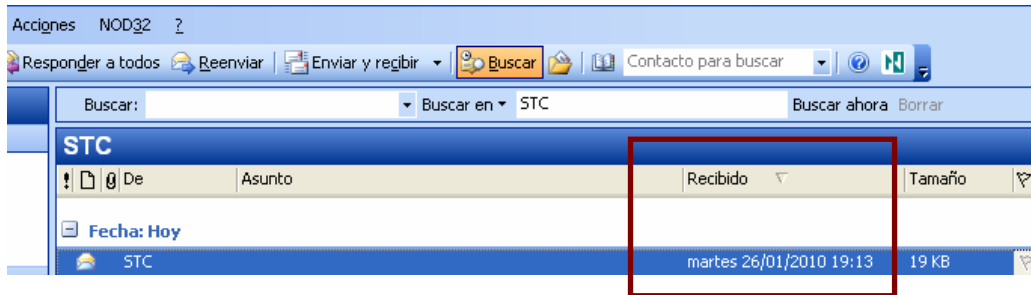 Acciones NOD32 ?
Responder a todos Reenviar Enviar y recibir Buscar Contacto para buscar
Buscar: Buscar en STC Buscar ahora Borrar
STC
! De Asunto Recibido Tamaño
Fecha: Hoy
STC martes 26/01/2010 19:13 19 KB